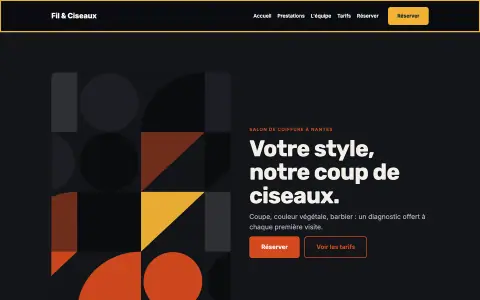 Fil & Ciseaux
Accueil Prestations L'équipe Tarifs Réserver Réserver
SALON DE COIFFURE À NANTES
Votre style,
notre coup de
ciseaux.
Coupe, couleur végétale, barbier : un diagnostic offert à
chaque première visite.
Réserver Voir les tarifs